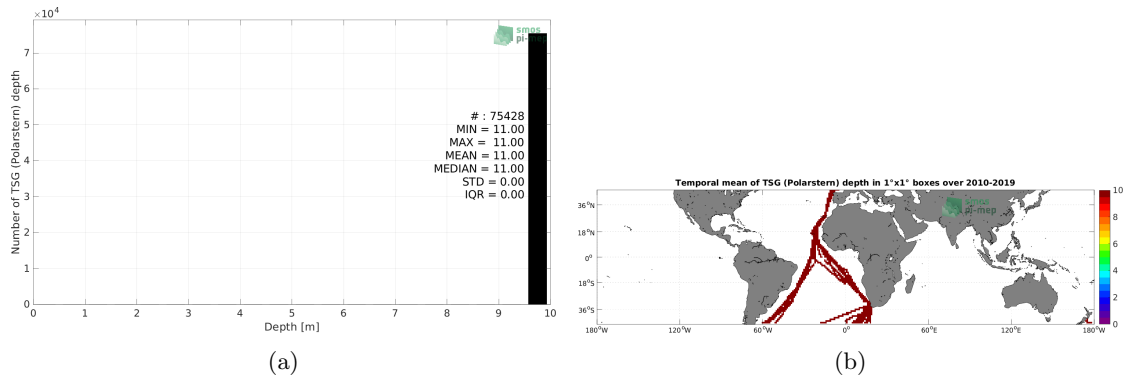 ×10⁴
7
6
5
4
3
2
1
0
Number of TSG (Polarstern) depth
smos
pi-mep
# : 75428
MIN = 11.00
MAX = 11.00
MEAN = 11.00
MEDIAN = 11.00
STD = 0.00
IQR = 0.00
0 1 2 3 4 5 6 7 8 9 10
Depth [m]
(a)
Temporal mean of TSG (Polarstern) depth in 1°x1° boxes over 2010-2019
smos
pi-mep
36°N
18°N
0°
18°S
36°S
180°W 120°W 60°W 0° 60°E 120°E 180°W
10
8
6
4
2
0
(b)